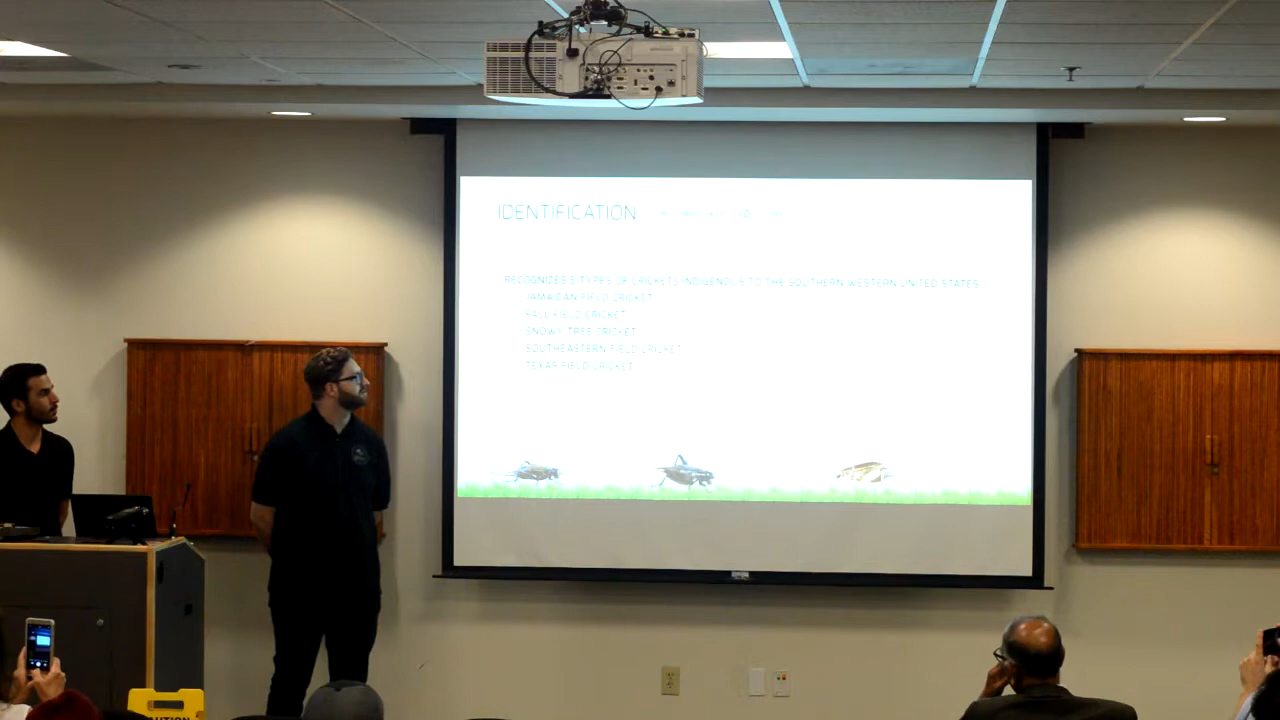 IDENTIFICATION
RECOGNIZES 5 TYPES OF CRICKETS INDIGENOUS TO THE SOUTHERN WESTERN UNITED STATES
JAMAICAN FIELD CRICKET
FALL FIELD CRICKET
SNOWY TREE CRICKET
SOUTHEASTERN FIELD CRICKET
TEXAS FIELD CRICKET
CAUTION